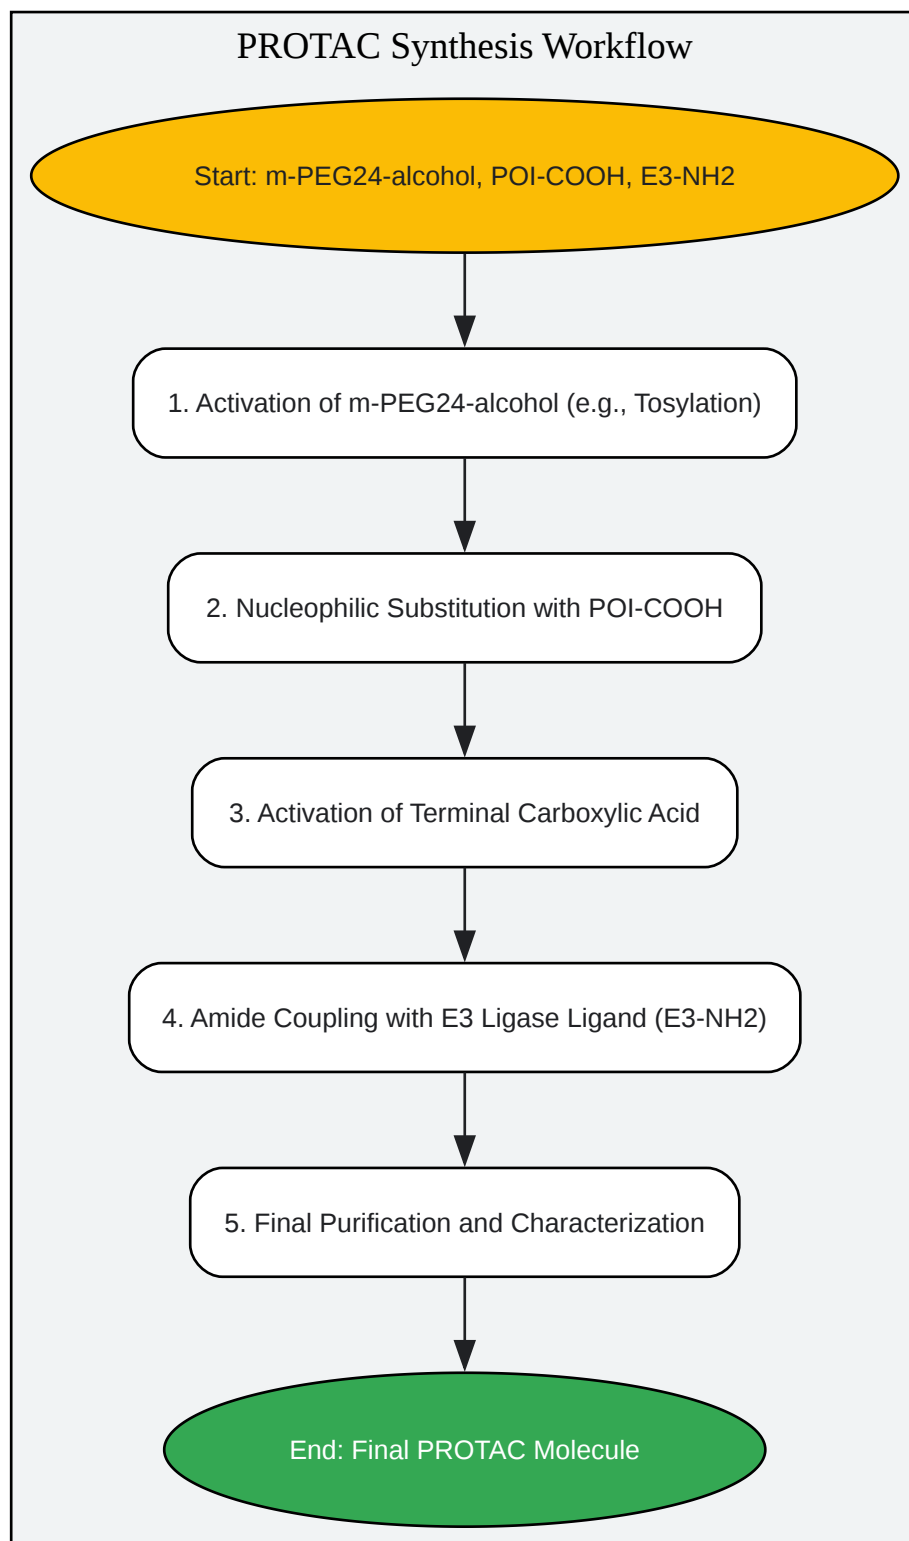 PROTAC Synthesis Workflow
Start: m-PEG24-alcohol, POI-COOH, E3-NH2
1. Activation of m-PEG24-alcohol (e.g., Tosylation)
2. Nucleophilic Substitution with POI-COOH
3. Activation of Terminal Carboxylic Acid
4. Amide Coupling with E3 Ligase Ligand (E3-NH2)
5. Final Purification and Characterization
End: Final PROTAC Molecule